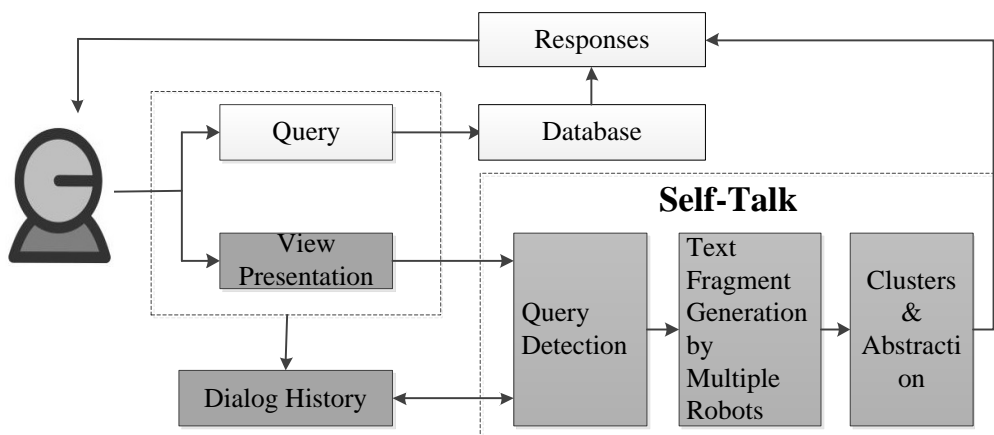 Responses
Query
Database
Self-Talk
View
Presentation
Query
Detection
Text
Fragment
Generation
by
Multiple
Robots
Clusters
&
Abstracti
on
Dialog History